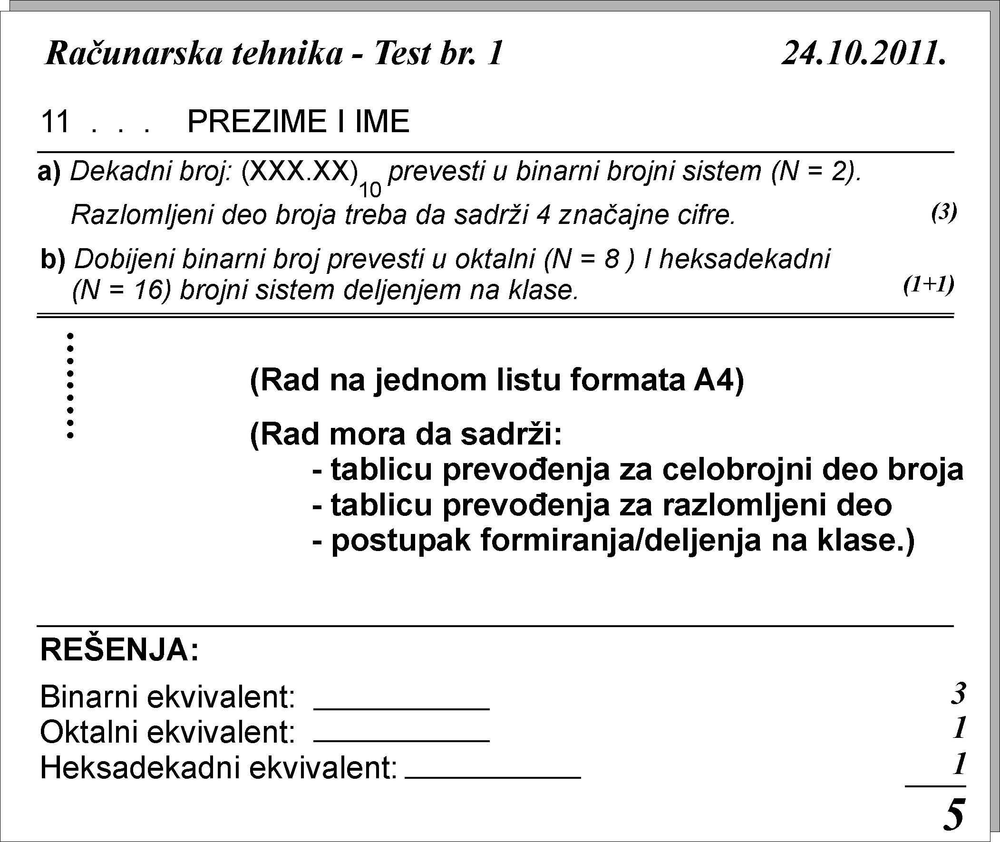 Računarska tehnika - Test br. 1 24.10.2011.
11 . . . PREZIME I IME
a) Dekadni broj: (XXX.XX)10 prevesti u binarni brojni sistem (N = 2).
Razlomljeni deo broja treba da sadrži 4 značajne cifre. (3)
b) Dobijeni binarni broj prevesti u oktalni (N = 8 ) I heksadekadni
(N = 16) brojni sistem deljenjem na klase. (1+1)
(Rad na jednom listu formata A4)
(Rad mora da sadrži:
- tablicu prevođenja za celobrojni deo broja
- tablicu prevođenja za razlomljeni deo
- postupak formiranja/deljenja na klase.)
REŠENJA:
Binarni ekvivalent: ___________ 3
Oktalni ekvivalent: ___________ 1
Heksadekadni ekvivalent: ___________ 1
5